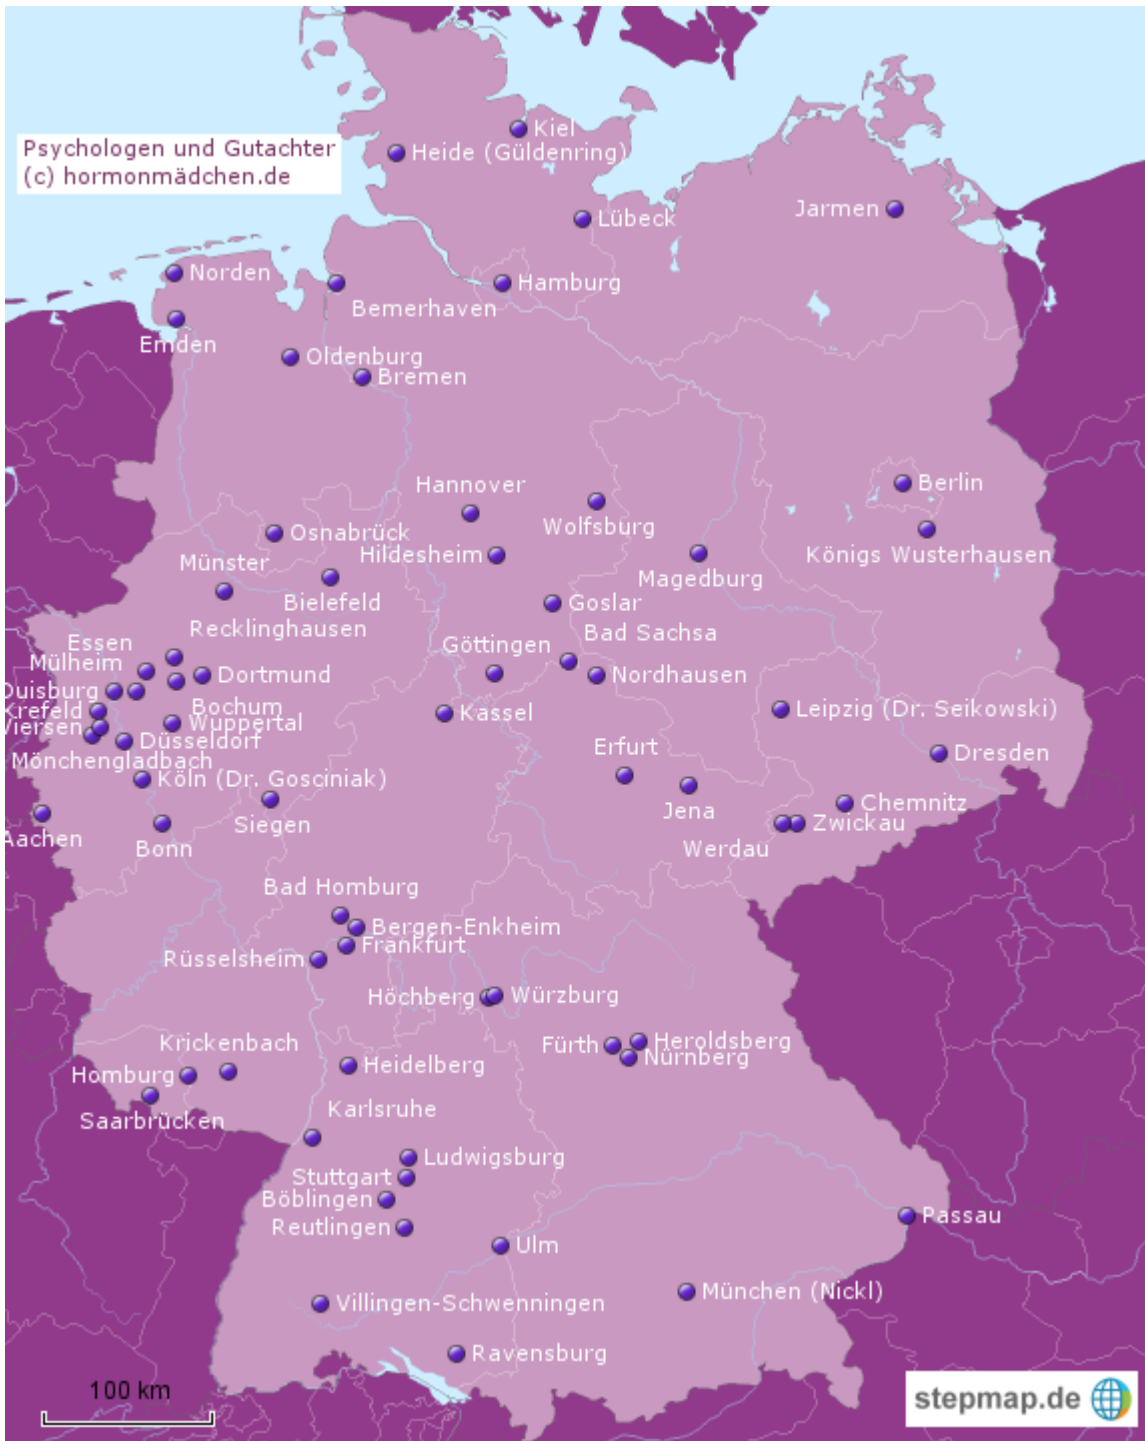 Kiel
Psychologen und Gutachter
(c) hormonmädchen.de
Heide (Güldenring)
Jarmen
Lübeck
Norden
Hamburg
Bemerhaven
Emden
Oldenburg
Bremen
Hannover
Berlin
Wolfsburg
Osnabrück
Hildesheim
Königs Wusterhausen
Münster
Magedburg
Bielefeld
Goslar
Recklinghausen
Bad Sachsa
Essen
Göttingen
Mülheim
Dortmund
Nordhausen
Duisburg
Bochum
Krefeld
Kassel
Leipzig (Dr. Seikowski)
Viersen
Wuppertal
Düsseldorf
Erfurt
Dresden
Mönchengladbach
Köln (Dr. Gosciniak)
Chemnitz
Jena
Siegen
Zwickau
Aachen
Bonn
Werdau
Bad Homburg
Bergen-Enkheim
Frankfurt
Rüsselsheim
Höchberg
Würzburg
Krickenbach
Fürth
Heroldsberg
Nürnberg
Heidelberg
Homburg
Karlsruhe
Saarbrücken
Ludwigsburg
Stuttgart
Böblingen
Reutlingen
Passau
Ulm
München (Nickl)
Villingen-Schwenningen
Ravensburg
100 km
stepmap.de